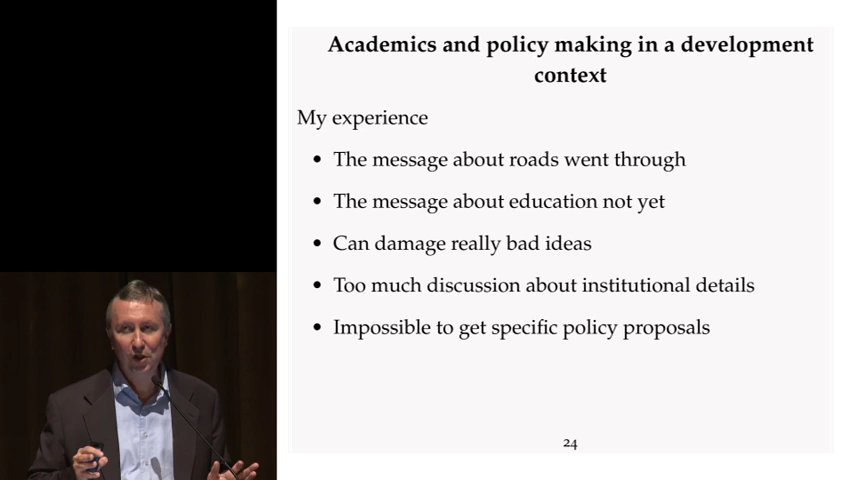 Academics and policy making in a development
context
My experience
• The message about roads went through
• The message about education not yet
• Can damage really bad ideas
• Too much discussion about institutional details
• Impossible to get specific policy proposals
24